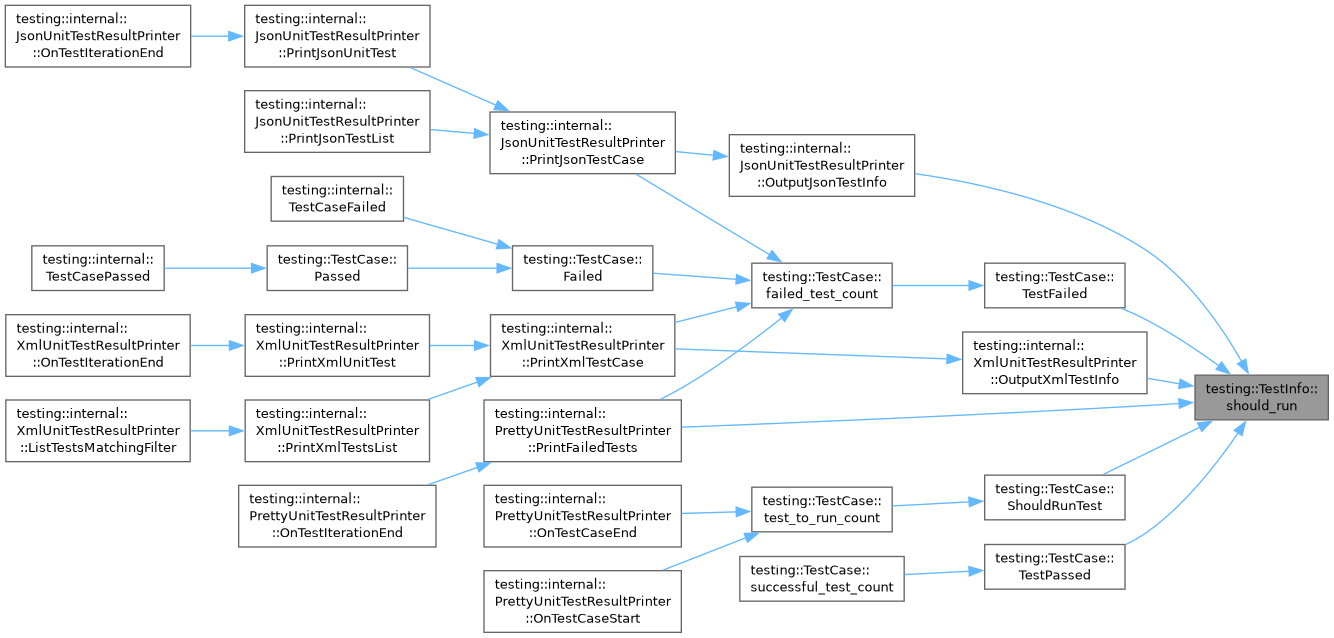 testing::internal::
JsonUnitTestResultPrinter
::OnTestIterationEnd
testing::internal::
JsonUnitTestResultPrinter
::PrintJsonUnitTest
testing::internal::
JsonUnitTestResultPrinter
::PrintJsonTestList
testing::internal::
JsonUnitTestResultPrinter
::PrintJsonTestCase
testing::internal::
JsonUnitTestResultPrinter
::OutputJsonTestInfo
testing::internal::
TestCaseFailed
testing::internal::
TestCasePassed
testing::TestCase::
Passed
testing::TestCase::
Failed
testing::TestCase::
failed_test_count
testing::TestCase::
TestFailed
testing::internal::
XmlUnitTestResultPrinter
::OnTestIterationEnd
testing::internal::
XmlUnitTestResultPrinter
::PrintXmlUnitTest
testing::internal::
XmlUnitTestResultPrinter
::PrintXmlTestCase
testing::internal::
XmlUnitTestResultPrinter
::OutputXmlTestInfo
testing::TestInfo::
should_run
testing::internal::
XmlUnitTestResultPrinter
::ListTestsMatchingFilter
testing::internal::
XmlUnitTestResultPrinter
::PrintXmlTestsList
testing::internal::
PrettyUnitTestResultPrinter
::PrintFailedTests
testing::internal::
PrettyUnitTestResultPrinter
::OnTestIterationEnd
testing::internal::
PrettyUnitTestResultPrinter
::OnTestCaseEnd
testing::TestCase::
test_to_run_count
testing::TestCase::
ShouldRunTest
testing::internal::
PrettyUnitTestResultPrinter
::OnTestCaseStart
testing::TestCase::
successful_test_count
testing::TestCase::
TestPassed